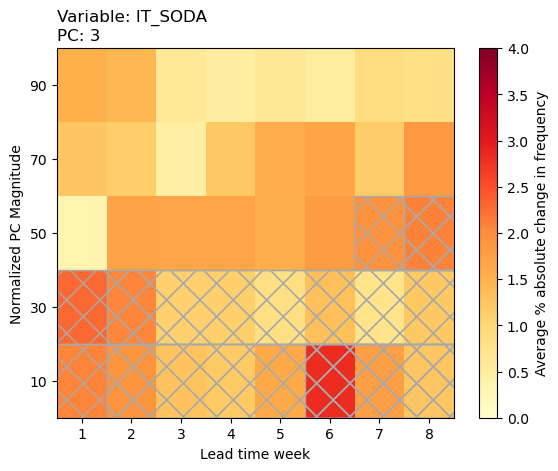 Variable: IT_SODA
PC: 3
Normalized PC Magnitude
90
70
50
30
10
1 2 3 4 5 6 7 8
Lead time week
4.0
3.5
3.0
2.5
2.0
1.5
1.0
0.5
0.0
Average % absolute change in frequency